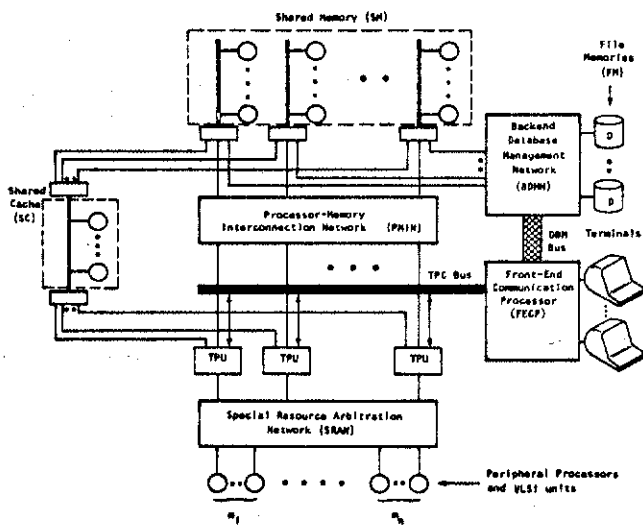 Shared Memory (SM)
File
Memories
(FM)
Backend
Database
Management
Network
(BDMN)
D
D
Shared
Cache
(SC)
Processor-Memory
Interconnection Network (PMIN)
DBM
Bus
Terminals
TPC Bus
Front-End
Communication
Processor
(FECP)
TPU
TPU
TPU
Special Resource Arbitration
Network (SRAN)
Peripheral Processors
and VLSI units